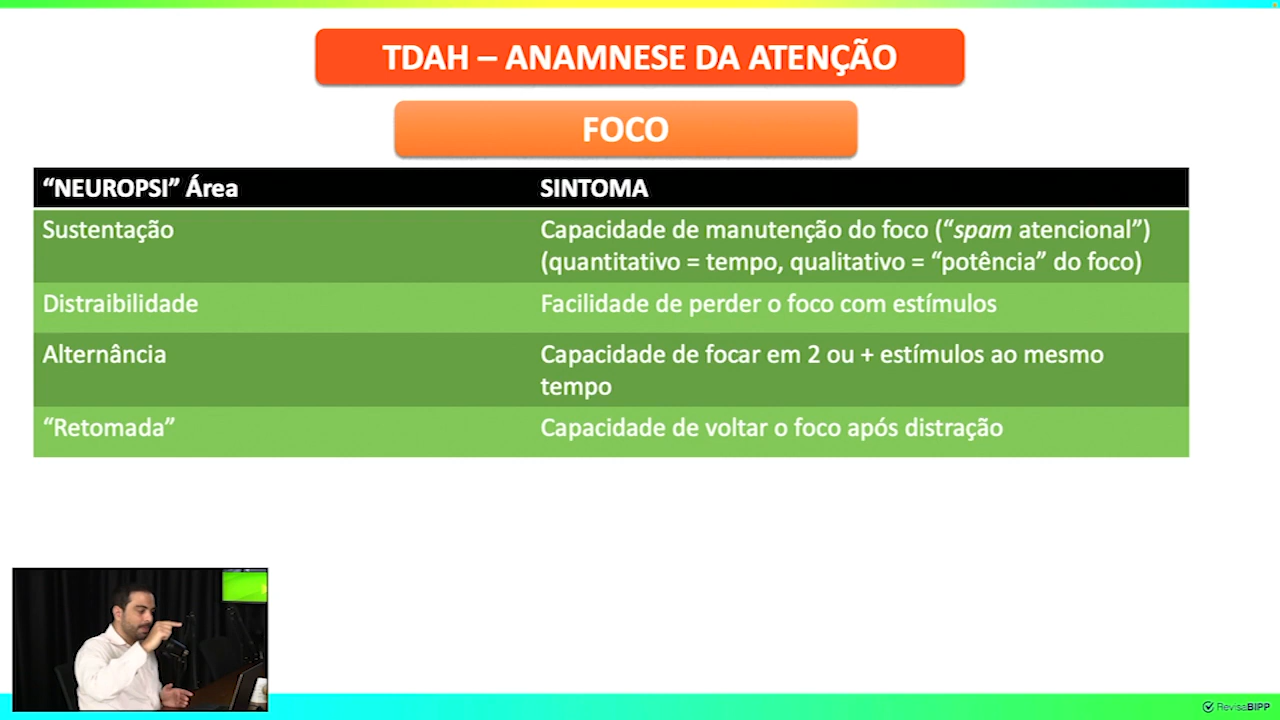 TDAH – ANAMNESE DA ATENÇÃO
FOCO
“NEUROPSI” Área
SINTOMA
Sustentação
Capacidade de manutenção do foco (“spam atencional”)
(quantitativo = tempo, qualitativo = “potência” do foco)
Distraibilidade
Facilidade de perder o foco com estímulos
Alternância
Capacidade de focar em 2 ou + estímulos ao mesmo
tempo
“Retomada”
Capacidade de voltar o foco após distração
RevisaBIPP